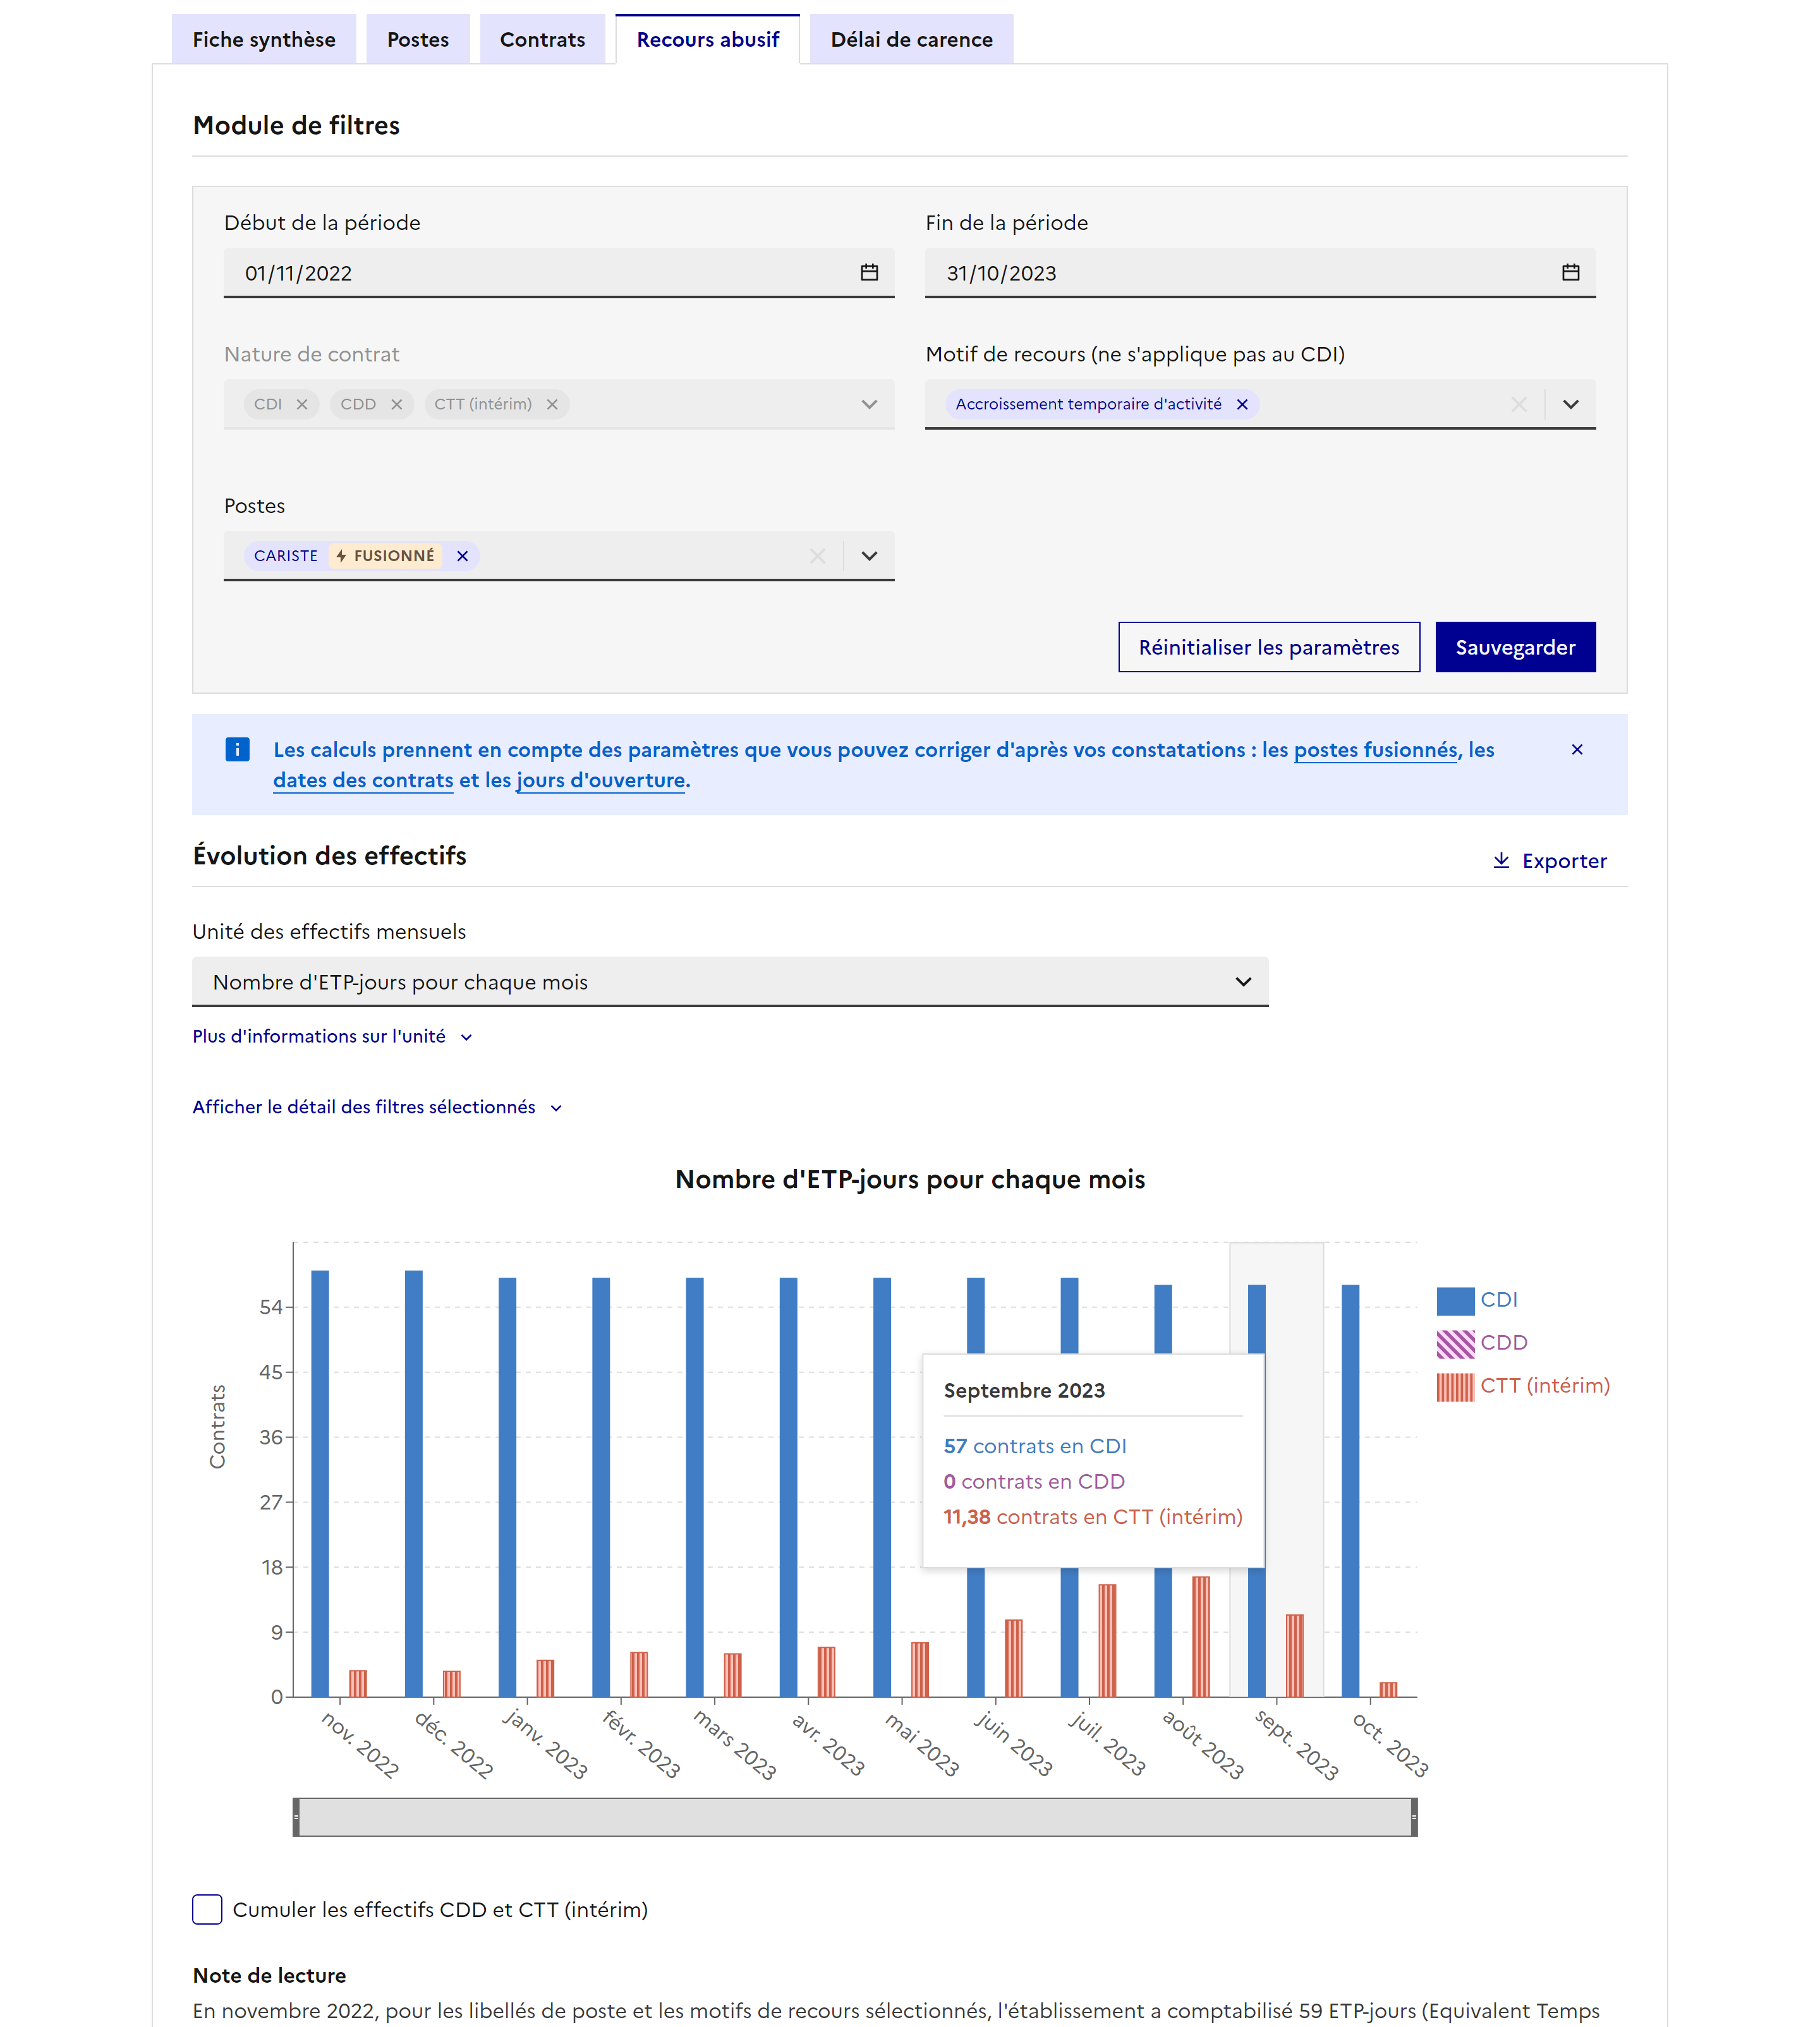 Fiche synthèse Postes Contrats Recours abusif Délai de carence
Module de filtres
Début de la période Fin de la période
01/11/2022 31/10/2023
Nature de contrat Motif de recours (ne s'applique pas au CDI)
CDI CDD CTT (intérim) Accroissement temporaire d'activité
Postes
CARISTE FUSIONNÉ
Réinitialiser les paramètres Sauvegarder
Les calculs prennent en compte des paramètres que vous pouvez corriger d'après vos constatations : les postes fusionnés, les
dates des contrats et les jours d'ouverture.
Évolution des effectifs Exporter
Unité des effectifs mensuels
Nombre d'ETP-jours pour chaque mois
Plus d'informations sur l'unité
Afficher le détail des filtres sélectionnés
Nombre d'ETP-jours pour chaque mois
Contrats
54
45
36
27
18
9
0
CDI
CDD
CTT (intérim)
Septembre 2023
57 contrats en CDI
0 contrats en CDD
11,38 contrats en CTT (intérim)
nov. 2022 déc. 2022 janv. 2023 févr. 2023 mars 2023 avr. 2023 mai 2023 juin 2023 juil. 2023 août 2023 sept. 2023 oct. 2023
Cumuler les effectifs CDD et CTT (intérim)
Note de lecture
En novembre 2022, pour les libellés de poste et les motifs de recours sélectionnés, l'établissement a comptabilisé 59 ETP-jours (Equivalent Temps